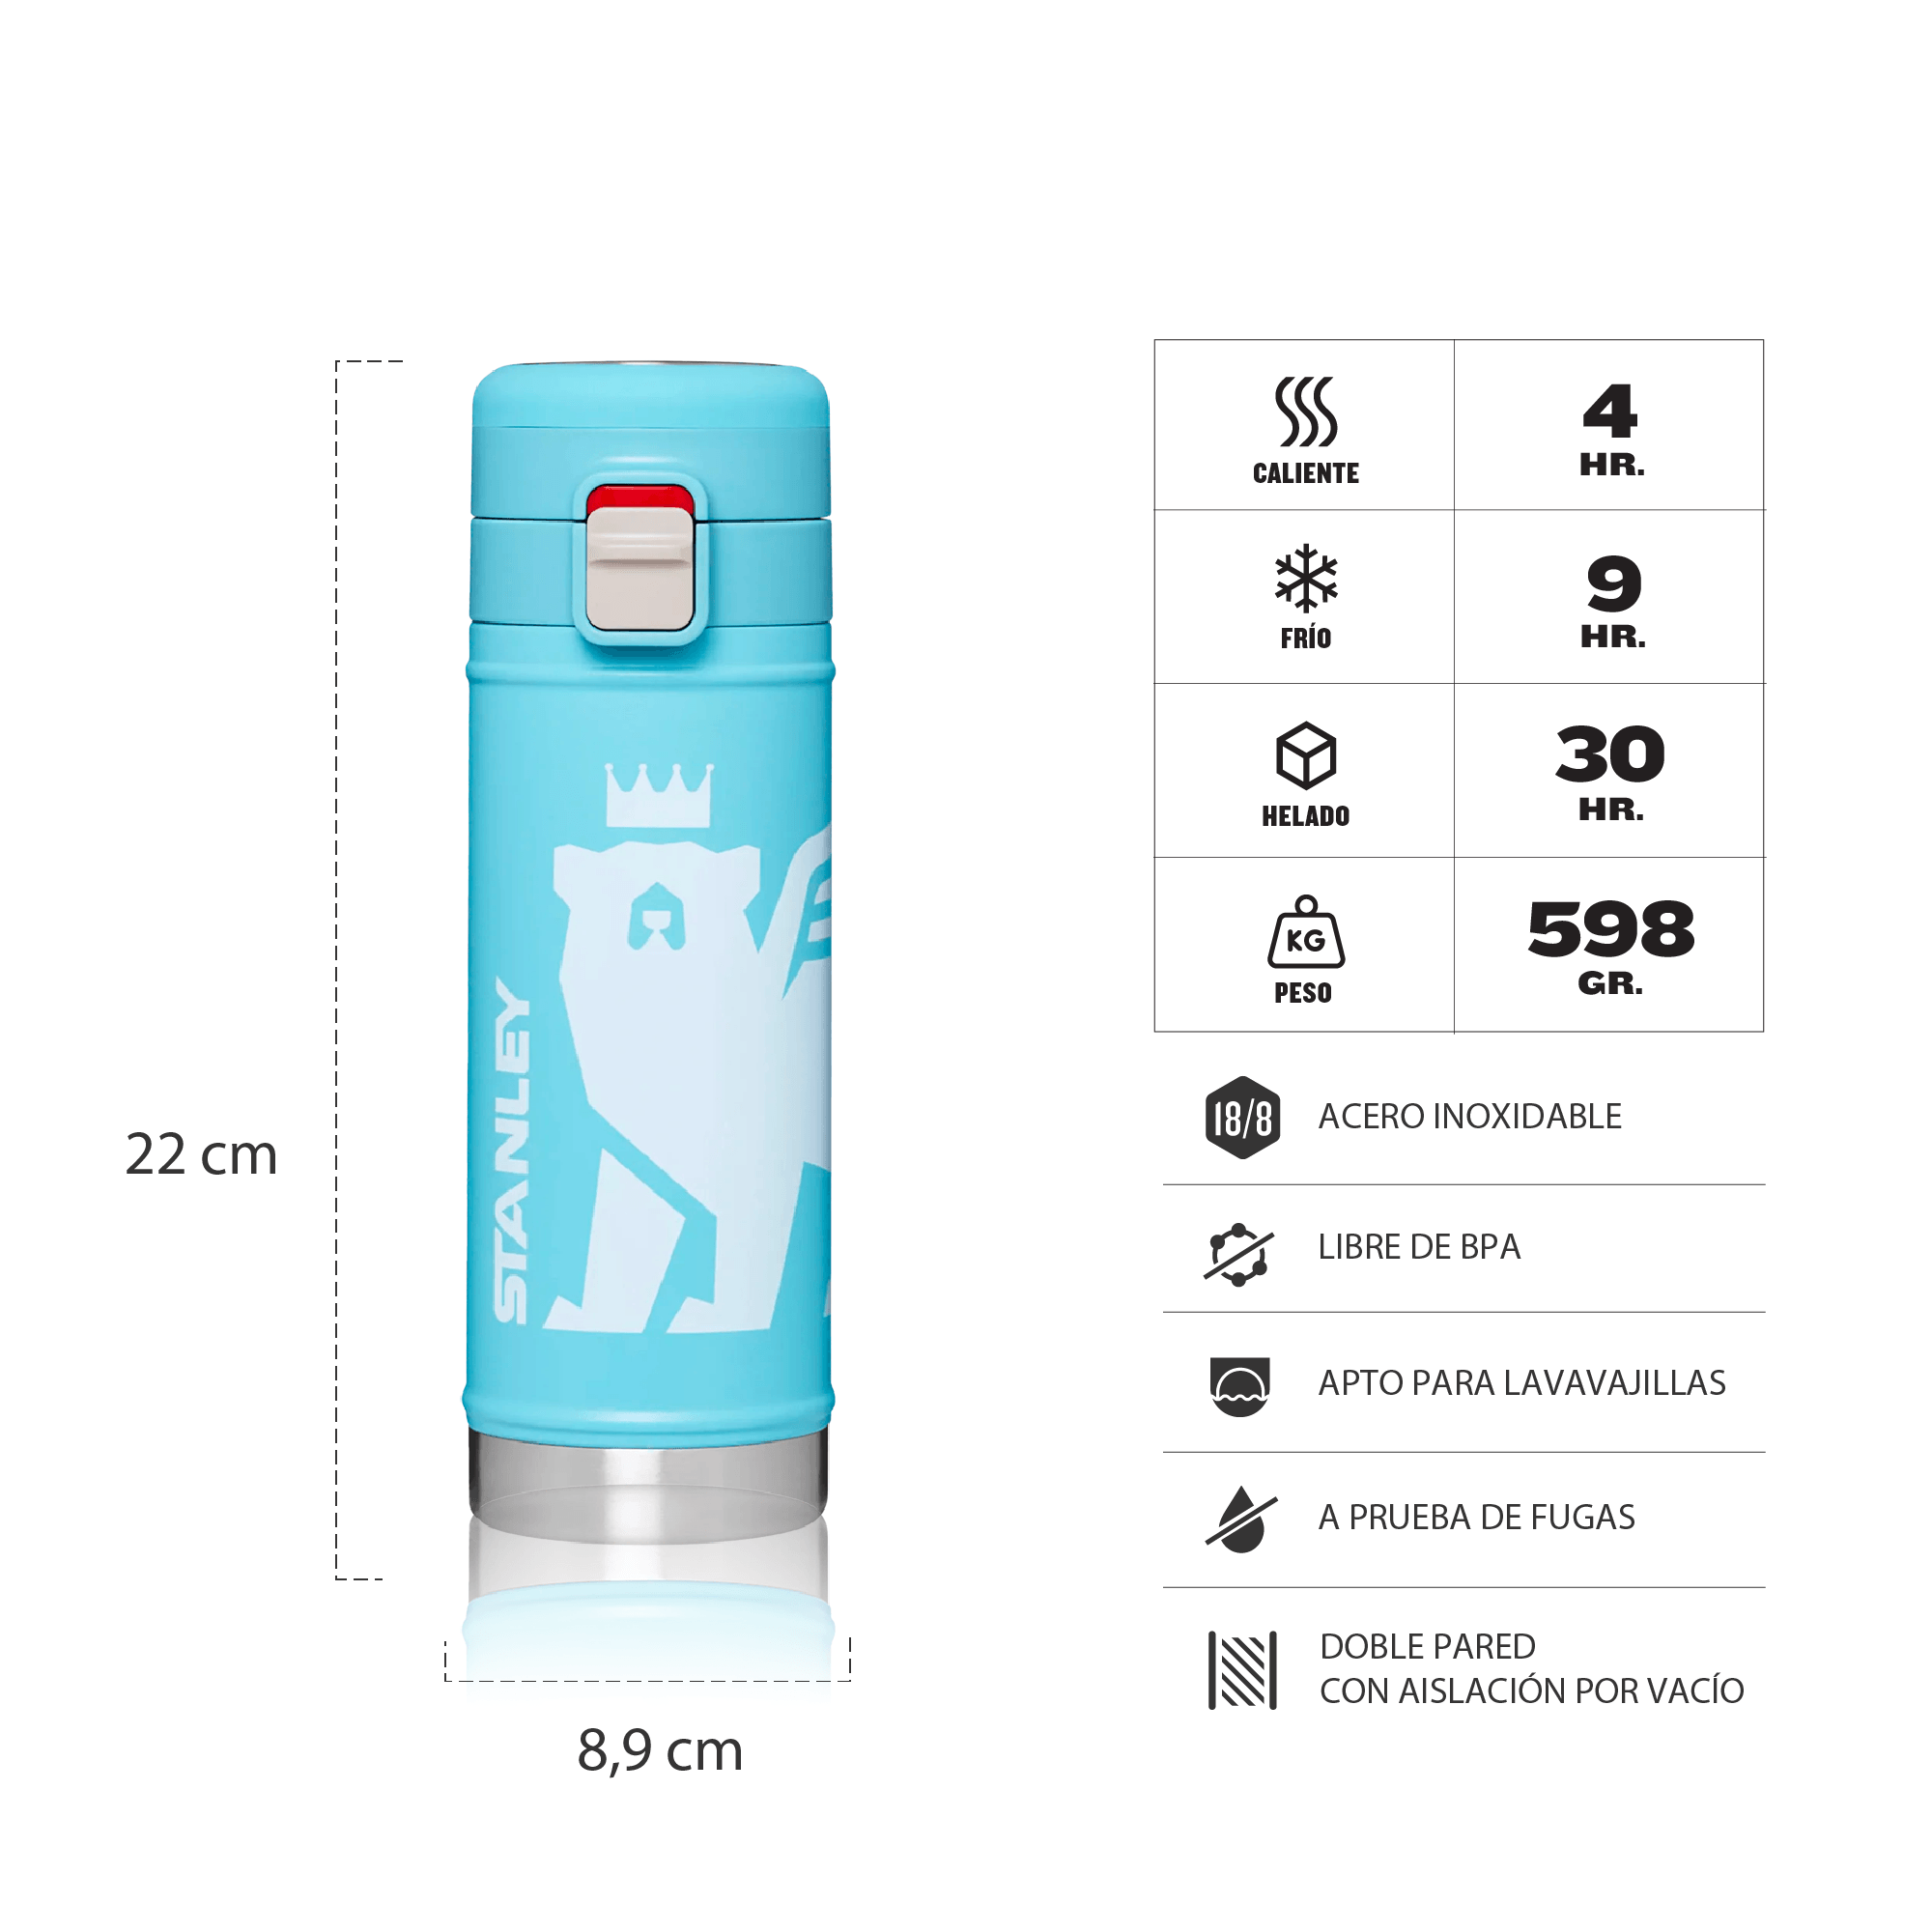 STANLEY
22 cm
8,9 cm
CALIENTE
4
HR.
FRÍO
9
HR.
HELADO
30
HR.
KG
PESO
598
GR.
18/8
ACERO INOXIDABLE
LIBRE DE BPA
APTO PARA LAVAVAJILLAS
A PRUEBA DE FUGAS
DOBLE PARED
CON AISLACIÓN POR VACÍO